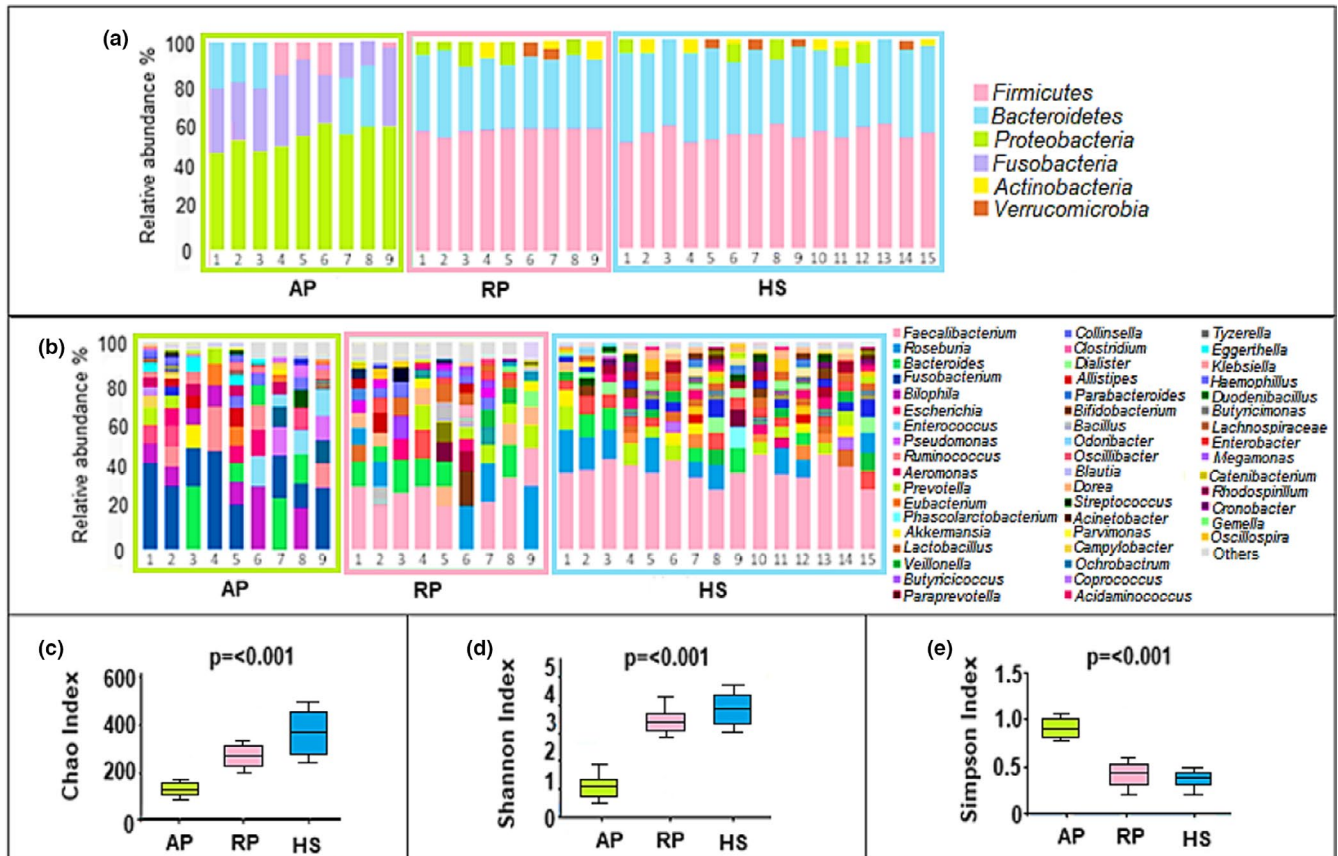 (a)
Relative abundance %
100
80
60
40
20
0
1 2 3 4 5 6 7 8 9
AP
1 2 3 4 5 6 7 8 9
RP
1 2 3 4 5 6 7 8 9 10 11 12 13 14 15
HS
Firmicutes
Bacteroidetes
Proteobacteria
Fusobacteria
Actinobacteria
Verrucomicrobia
(b)
Relative abundance %
100
80
60
40
20
0
1 2 3 4 5 6 7 8 9
AP
1 2 3 4 5 6 7 8 9
RP
1 2 3 4 5 6 7 8 9 10 11 12 13 14 15
HS
Faecalibacterium
Roseburia
Bacteroides
Fusobacterium
Bilophila
Escherichia
Enterococcus
Pseudomonas
Ruminococcus
Aeromonas
Prevotella
Eubacterium
Phascolarctobacterium
Akkermansia
Lactobacillus
Veillonella
Butyricicoccus
Paraprevotella
Collinsella
Clostridium
Dialister
Allistipes
Parabacteroides
Bifidobacterium
Bacillus
Odoribacter
Oscillibacter
Blautia
Dorea
Streptococcus
Acinetobacter
Parvimonas
Campylobacter
Ochrobactrum
Coprococcus
Acidaminococcus
Tyzerella
Eggerthella
Klebsiella
Haemophillus
Duodenibacillus
Butyricimonas
Lachnospiraceae
Enterobacter
Megamonas
Catenibacterium
Rhodospirillum
Cronobacter
Gemella
Oscillospira
Others
(c)
p=<0.001
Chao Index
600
400
200
0
AP RP HS
(d)
p=<0.001
Shannon Index
5
4
3
2
1
0
AP RP HS
(e)
p=<0.001
Simpson Index
1.5
1.0
0.5
0
AP RP HS